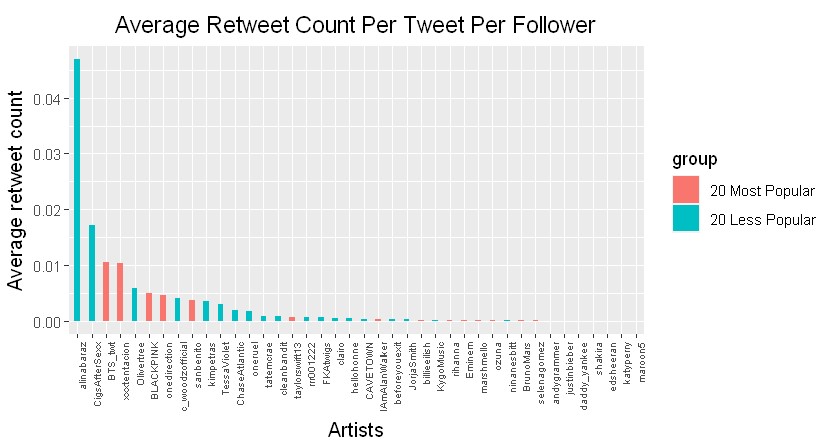 Average Retweet Count Per Tweet Per Follower
Average retweet count
0.04
0.03
0.02
0.01
0.00
alinabaraz
CigsAfterSexx
BTS_twt
xxxtentacion
Olivertree
BLACKPINK
onedirection
c_woodzofficial
sanbenito
kimpetras
TessaViolet
ChaseAtlantic
oneruel
tatemcrae
cleanbandit
taylorswift13
rrr001222
FKAtwigs
clairo
hellohonne
CAVETOWN
IAmAlanWalker
beforeyouexit
JorjaSmith
billieeilish
KygoMusic
rihanna
Eminem
marshmello
ozuna
ninanesbitt
BrunoMars
selenagomez
andygrammer
justinbieber
daddy_yankee
shakira
edsheeran
katyperry
maroon5
Artists
group
20 Most Popular
20 Less Popular